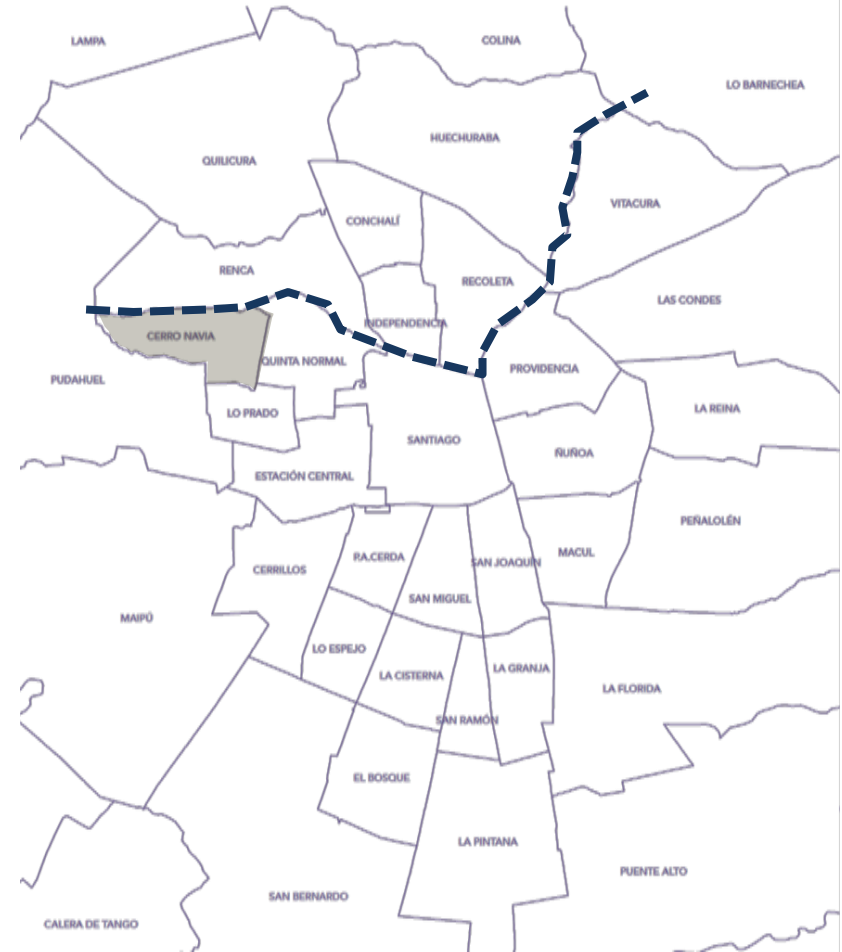 LAMPA
COLINA
LO BARNECHEA
HUECHURABA
QUILICURA
VITACURA
CONCHALÍ
RENCA
RECOLETA
LAS CONDES
INDEPENDENCIA
CERRO NAVIA
QUINTA NORMAL
PROVIDENCIA
PUDAHUEL
LO PRADO
LA REINA
SANTIAGO
ÑUÑOA
ESTACIÓN CENTRAL
PEÑALOLÉN
P.A.CERDA
MACUL
SAN JOAQUÍN
CERRILLOS
SAN MIGUEL
MAIPÚ
LO ESPEJO
LA GRANJA
LA CISTERNA
LA FLORIDA
SAN RAMÓN
EL BOSQUE
LA PINTANA
PUENTE ALTO
SAN BERNARDO
CALERA DE TANGO